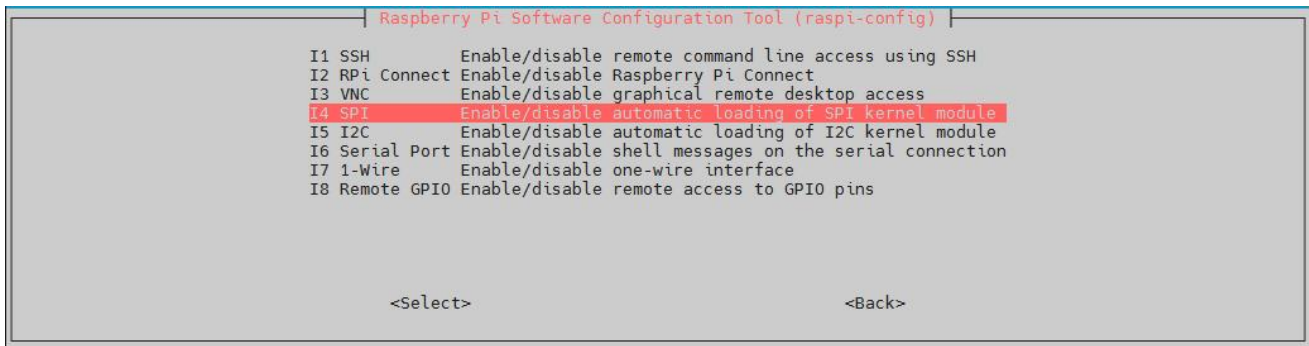 Raspberry Pi Software Configuration Tool (raspi-config)
I1 SSH Enable/disable remote command line access using SSH
I2 RPi Connect Enable/disable Raspberry Pi Connect
I3 VNC Enable/disable graphical remote desktop access
I4 SPI Enable/disable automatic loading of SPI kernel module
I5 I2C Enable/disable automatic loading of I2C kernel module
I6 Serial Port Enable/disable shell messages on the serial connection
I7 1-Wire Enable/disable one-wire interface
I8 Remote GPIO Enable/disable remote access to GPIO pins
<Select> <Back>